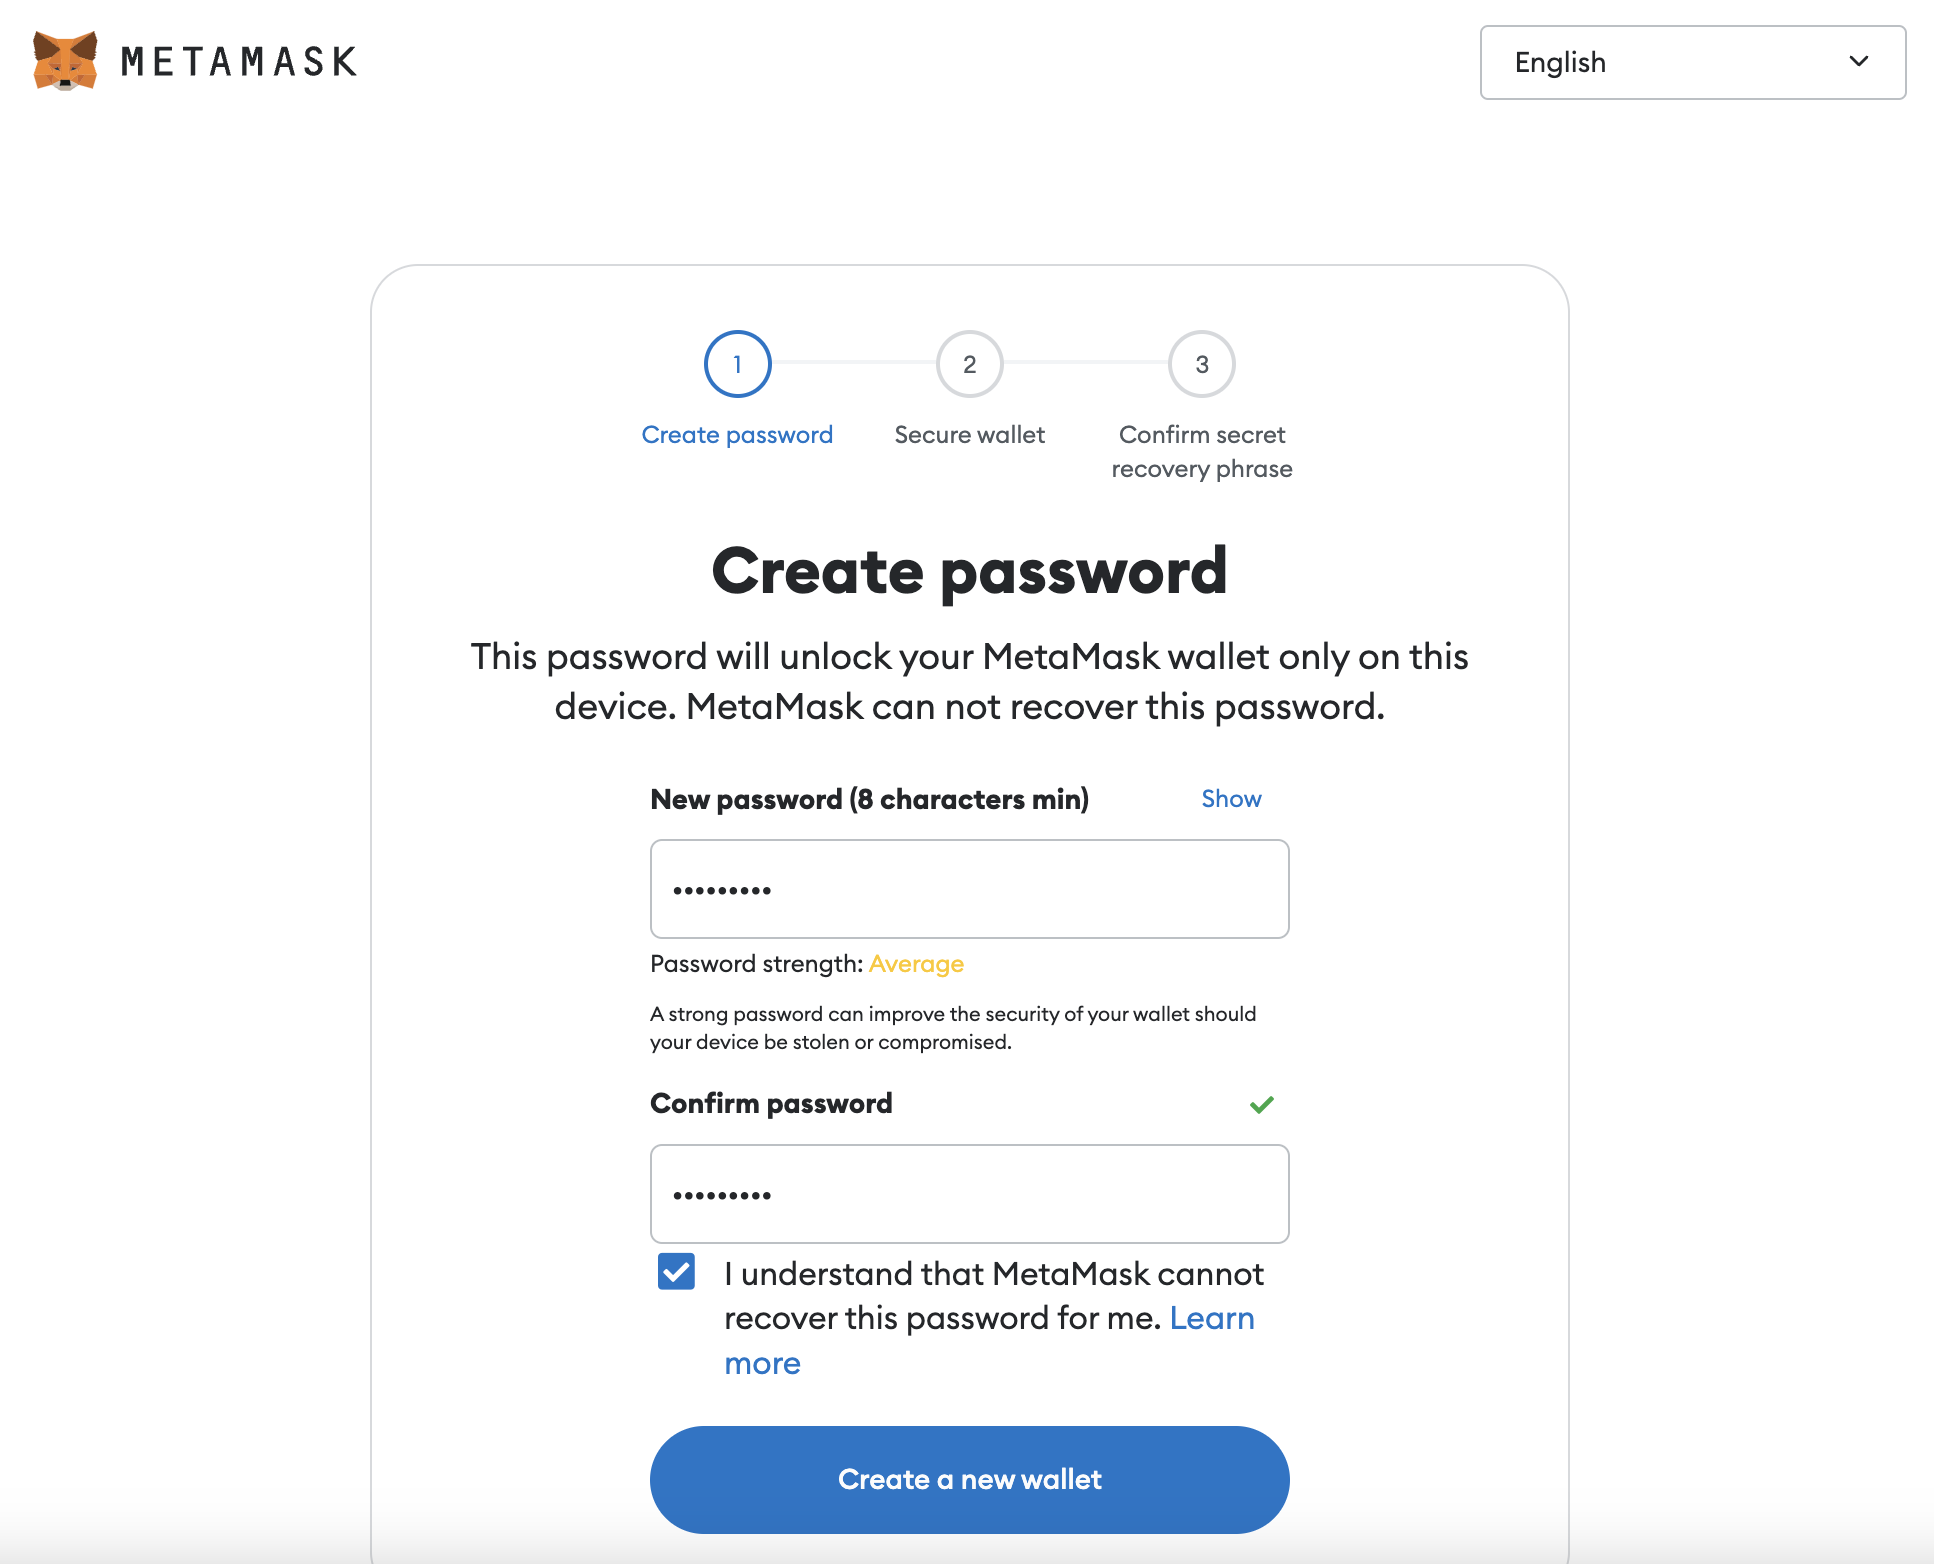 METAMASK
English
1
2
3
Create password
Secure wallet
Confirm secret
recovery phrase
Create password
This password will unlock your MetaMask wallet only on this
device. MetaMask can not recover this password.
New password (8 characters min)
Show
•••••••••
Password strength: Average
A strong password can improve the security of your wallet should
your device be stolen or compromised.
Confirm password
•••••••••
I understand that MetaMask cannot
recover this password for me. Learn
more
Create a new wallet